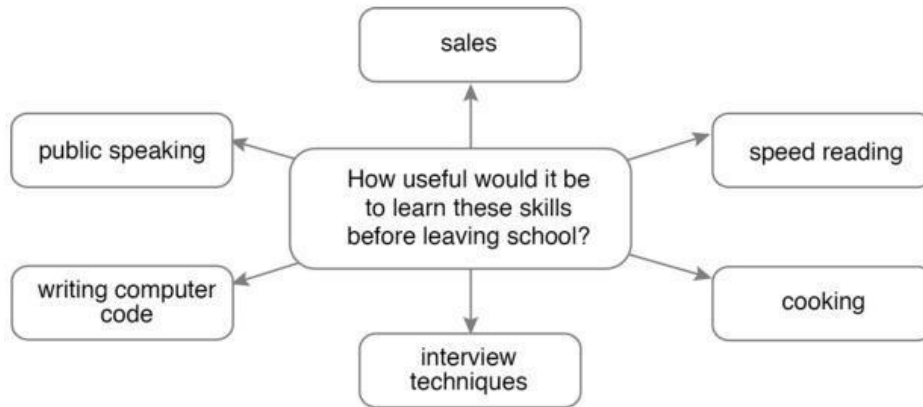 sales
public speaking
speed reading
How useful would it be
to learn these skills
before leaving school?
writing computer
code
cooking
interview
techniques